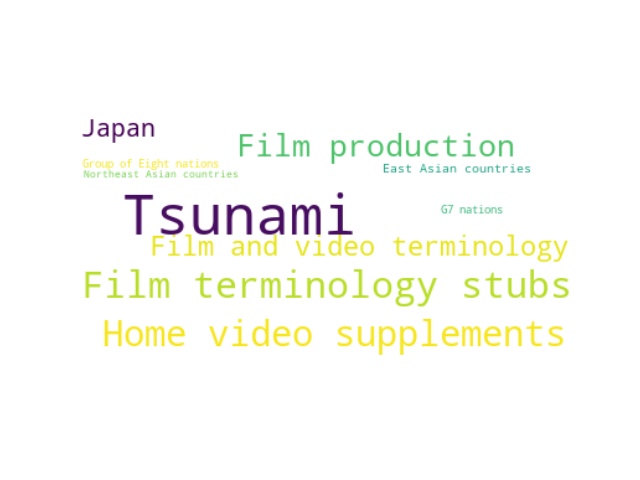 Japan
Film production
Group of Eight nations
East Asian countries
Northeast Asian countries
Tsunami
G7 nations
Film and video terminology
Film terminology stubs
Home video supplements